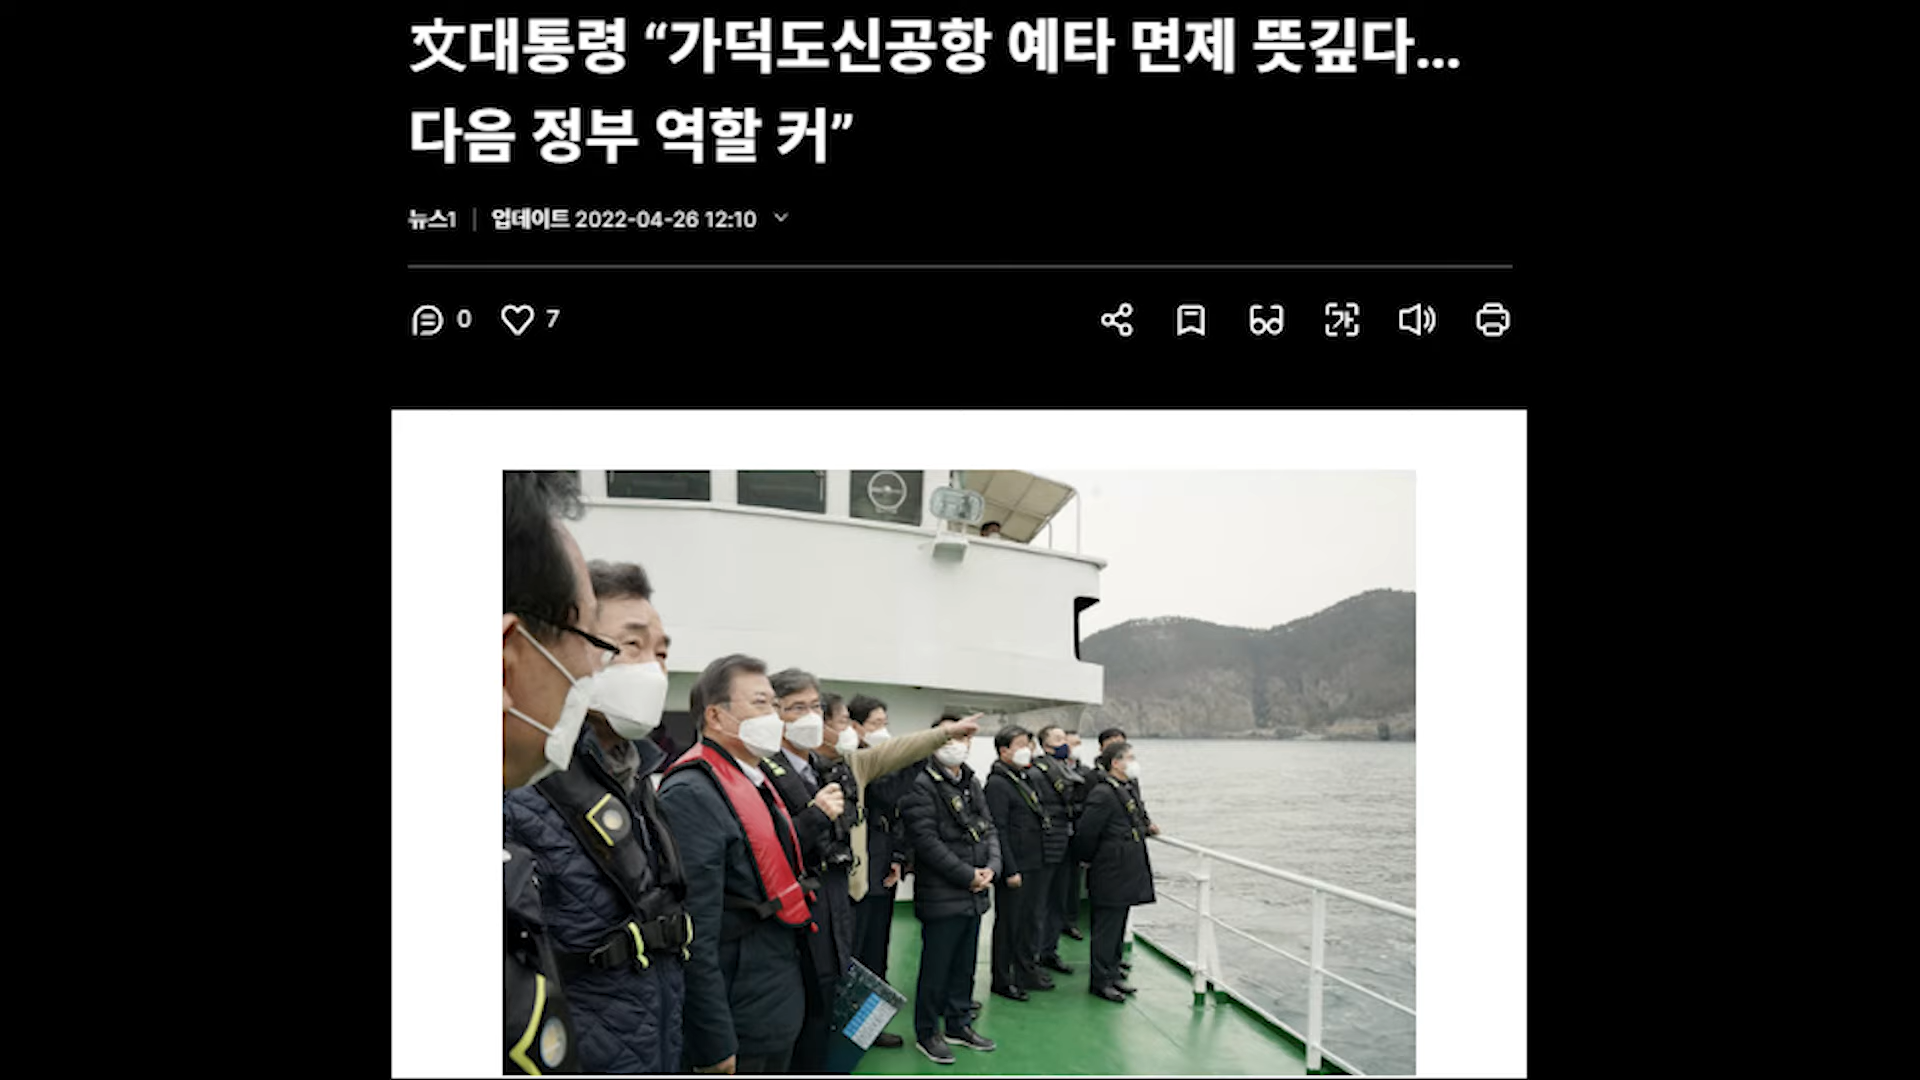 文대통령 “가덕도신공항 예타 면제 뜻깊다…
다음 정부 역할 커”
뉴스1 | 업데이트 2022-04-26 12:10
0 7
가